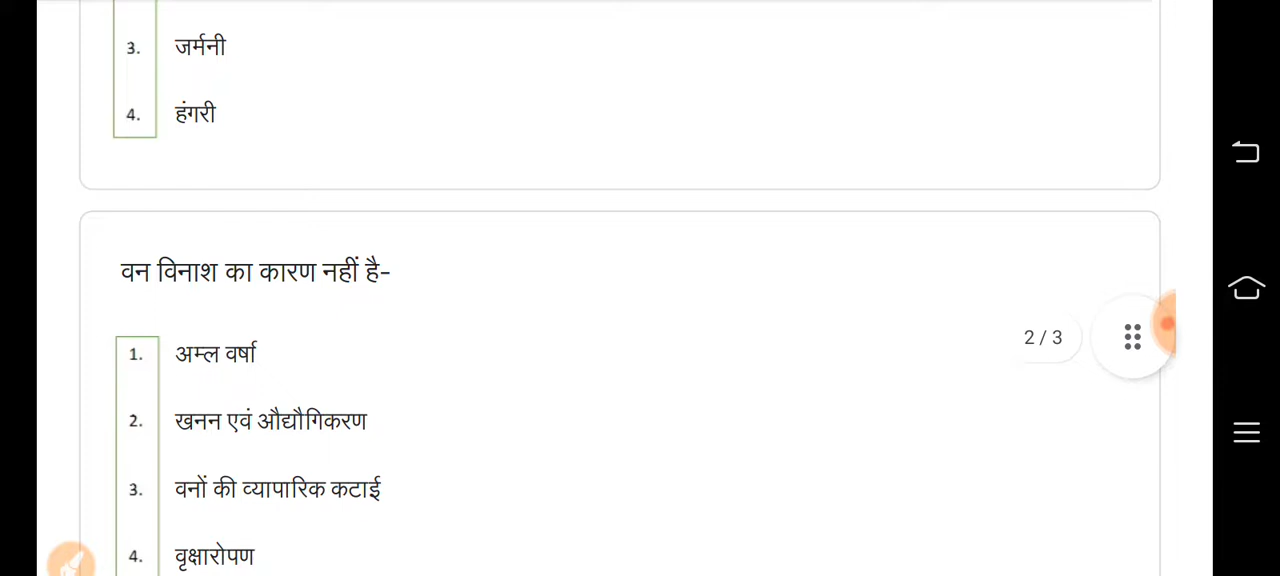 3. जर्मनी
4. हंगरी
वन विनाश का कारण नहीं है-
1. अम्ल वर्षा
2. खनन एवं औद्यौगिकरण
2 / 3
3. वनों की व्यापारिक कटाई
4. वृक्षारोपण